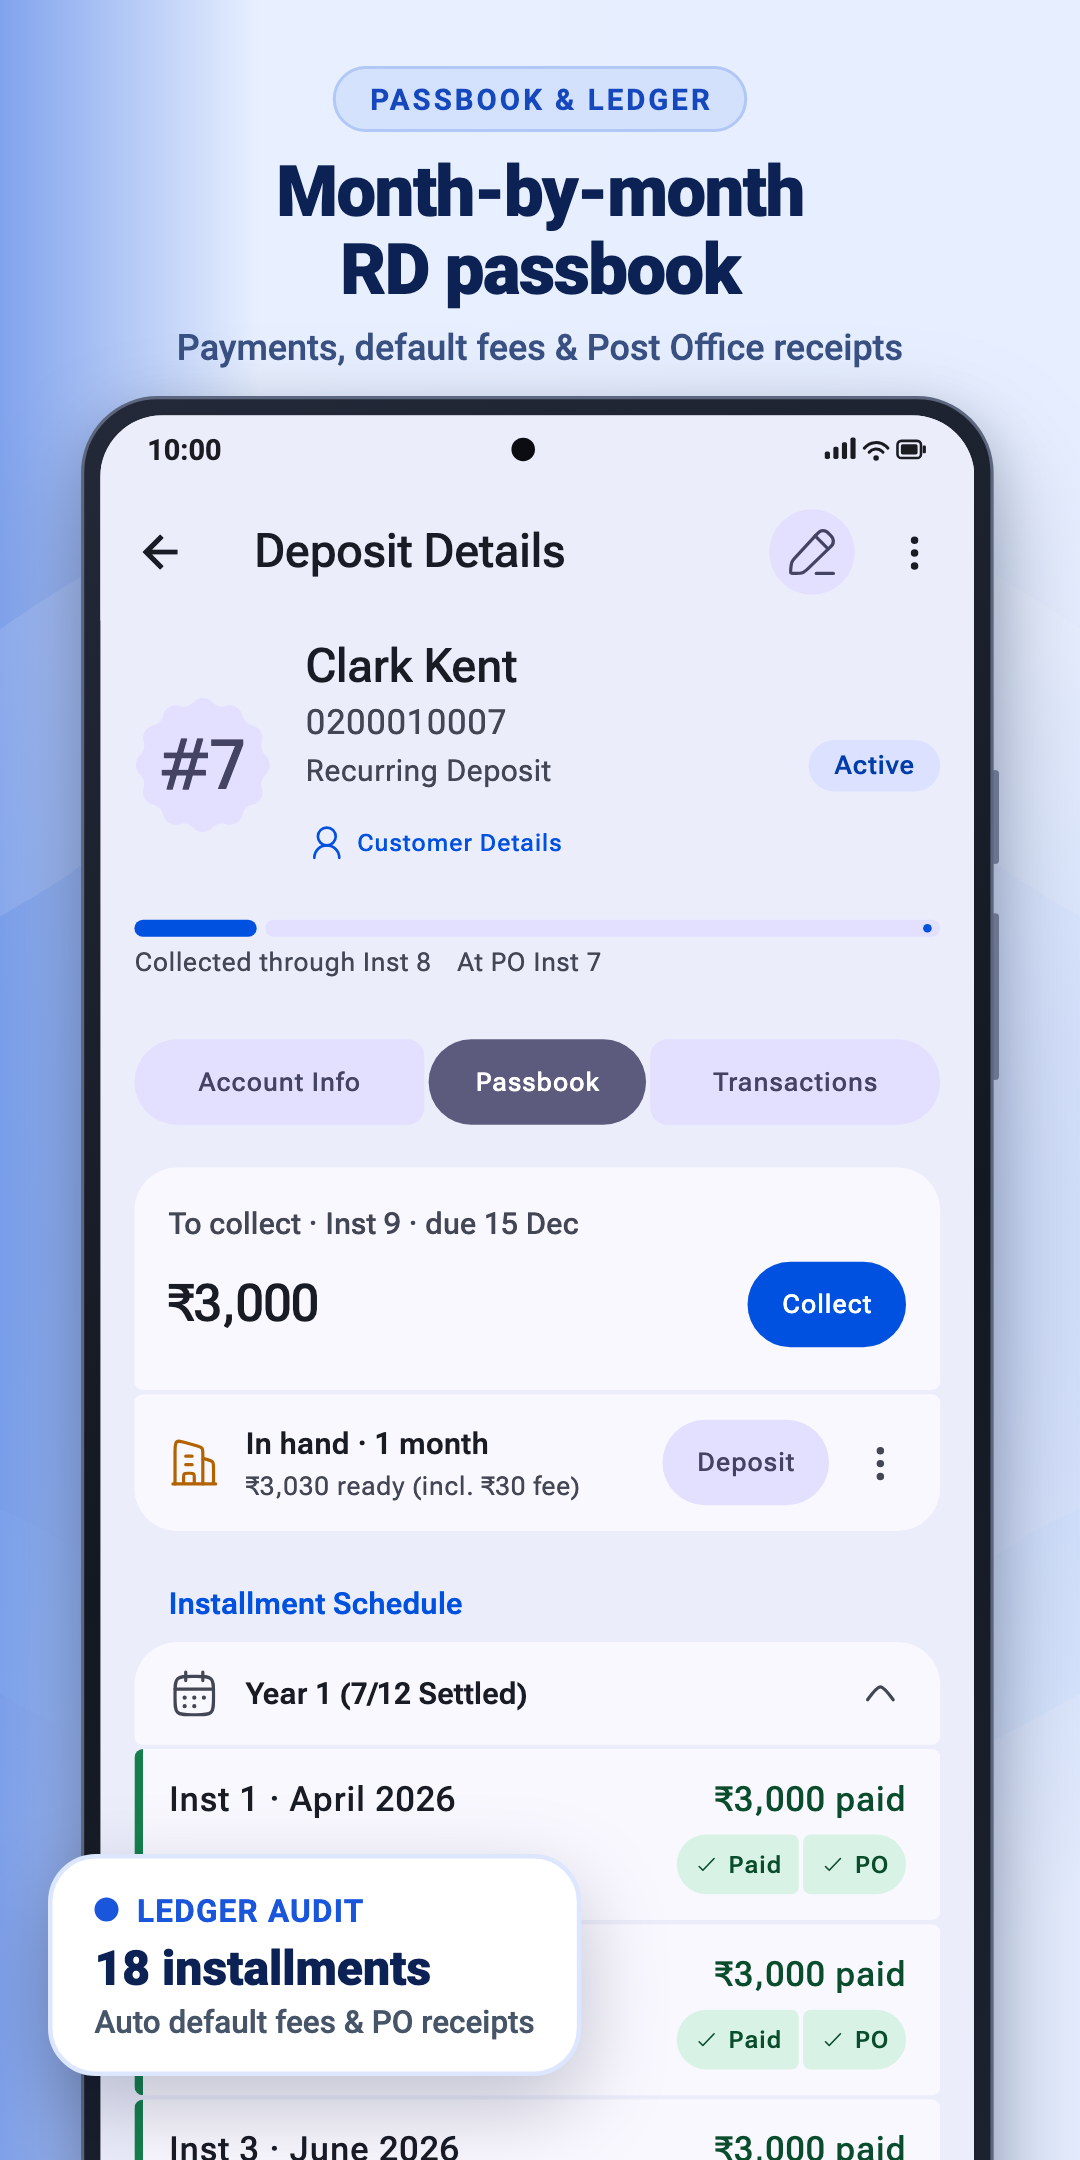 PASSBOOK & LEDGER
Month-by-month
RD passbook
Payments, default fees & Post Office receipts
10:00
Deposit Details
Clark Kent
#7
0200010007
Recurring Deposit
Active
Customer Details
Collected through Inst 8 At PO Inst 7
Account Info
Passbook
Transactions
To collect · Inst 9 · due 15 Dec
₹3,000
Collect
In hand · 1 month
₹3,030 ready (incl. ₹30 fee)
Deposit
Installment Schedule
Year 1 (7/12 Settled)
Inst 1 · April 2026
₹3,000 paid
✓ Paid
✓ PO
LEDGER AUDIT
18 installments
Auto default fees & PO receipts
₹3,000 paid
✓ Paid
✓ PO
Inst 3 · June 2026
₹3,000 paid